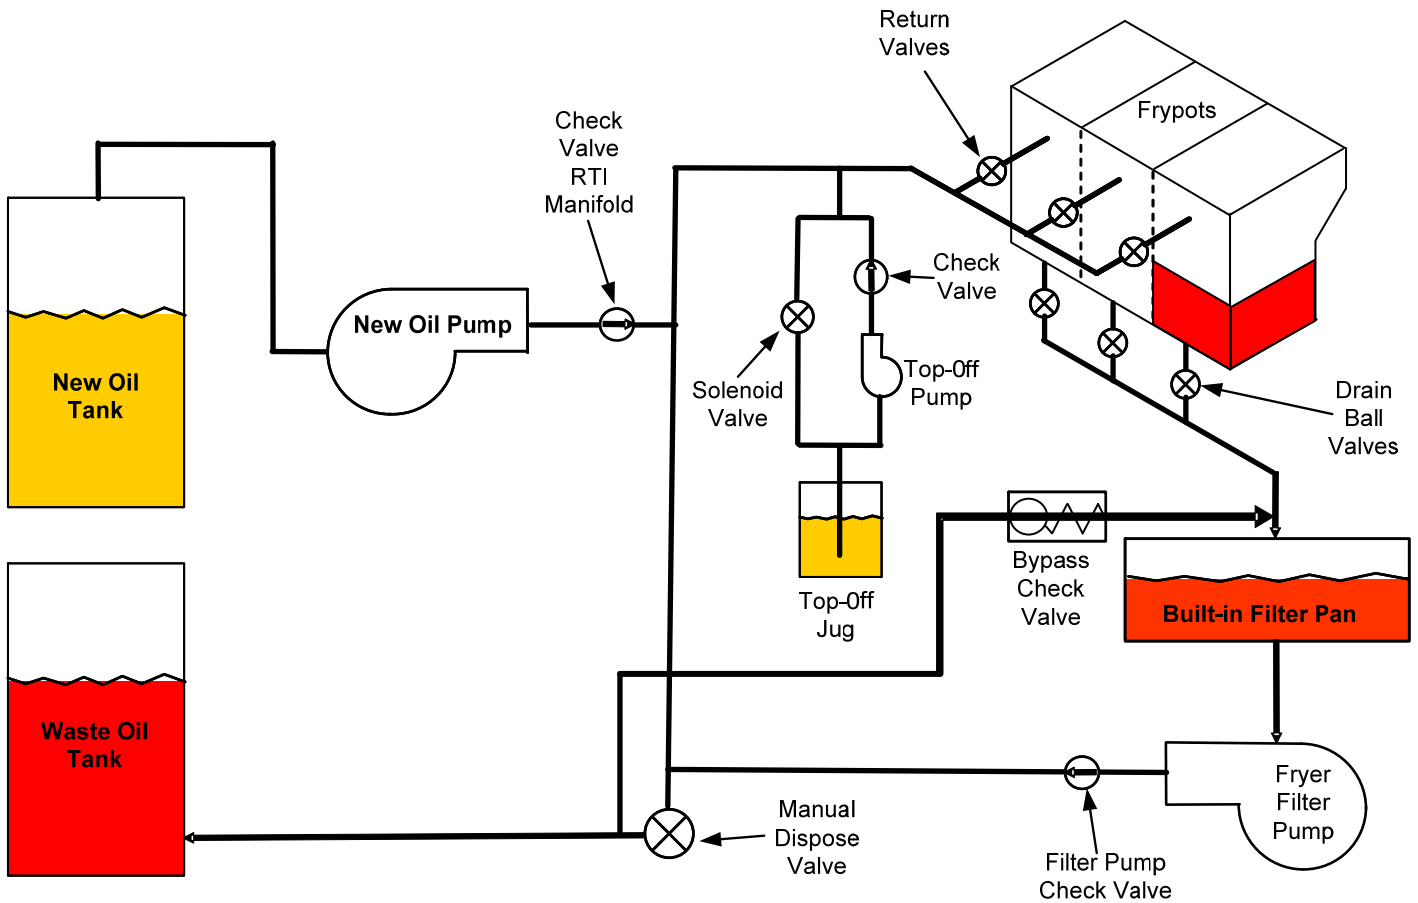 Return
Valves
Frypots
Check
Valve
RTI
Manifold
New Oil Pump
Check
Valve
New Oil
Tank
Solenoid
Valve
Top-Off
Pump
Drain
Ball
Valves
Bypass
Check
Valve
Top-Off
Jug
Built-in Filter Pan
Waste Oil
Tank
Manual
Dispose
Valve
Fryer
Filter
Pump
Filter Pump
Check Valve